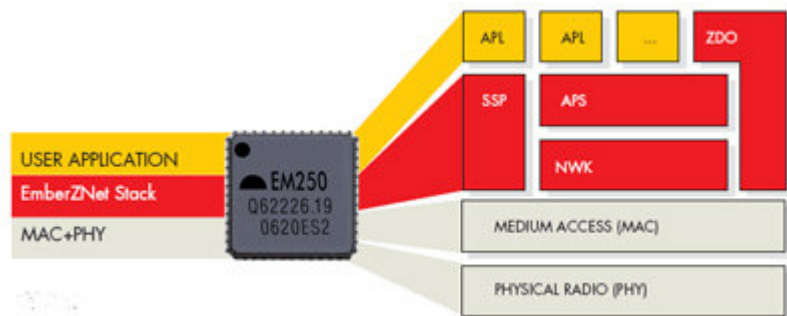 USER APPLICATION
EmberZNet Stack
MAC+PHY
EM250
Q62226.19
0620ES2
APL
APL
...
ZDO
SSP
APS
NWK
MEDIUM ACCESS (MAC)
PHYSICAL RADIO (PHY)